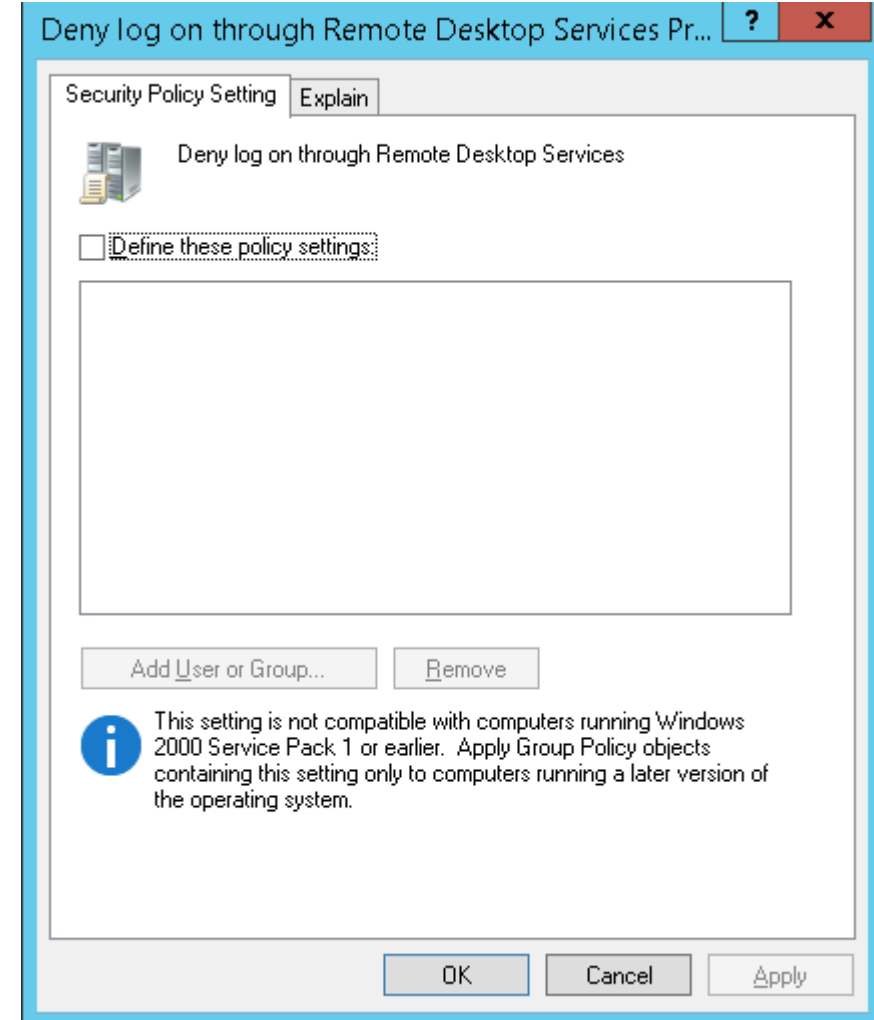 Deny log on through Remote Desktop Services Pr... ? x
Security Policy Setting Explain
Deny log on through Remote Desktop Services
Define these policy settings:
Add User or Group... Remove
This setting is not compatible with computers running Windows
2000 Service Pack 1 or earlier. Apply Group Policy objects
containing this setting only to computers running a later version of
the operating system.
OK Cancel Apply